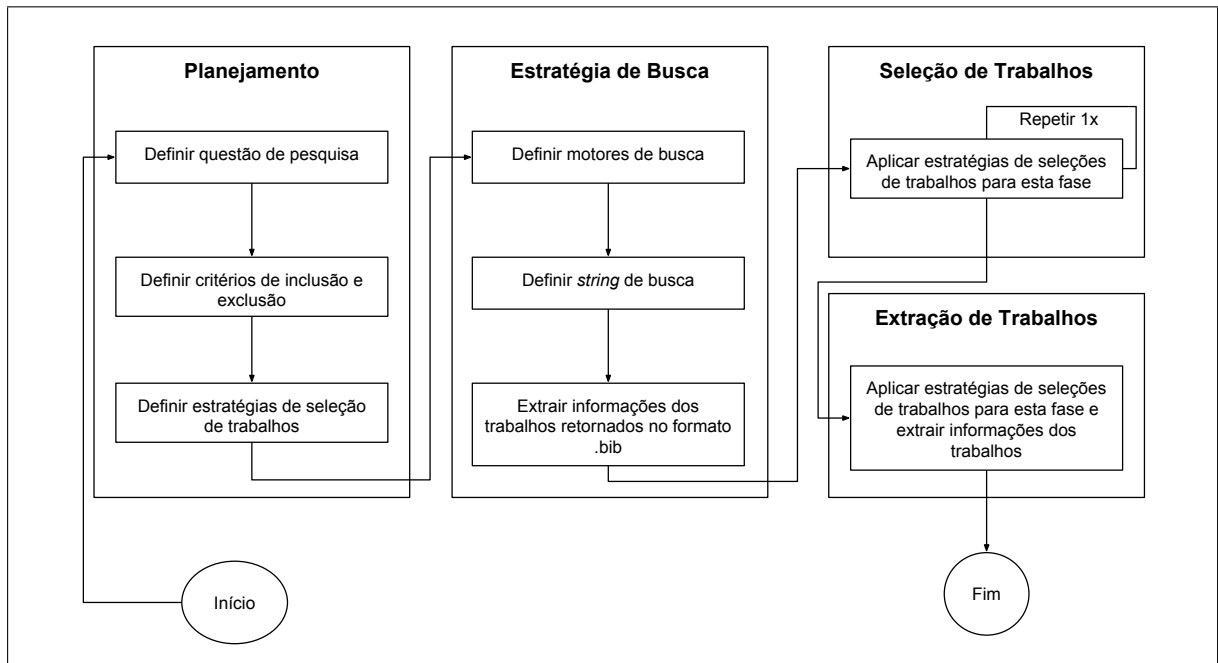 Planejamento
Definir questão de pesquisa
Definir critérios de inclusão e
exclusão
Definir estratégias de seleção
de trabalhos
Início
Estratégia de Busca
Definir motores de busca
Definir string de busca
Extrair informações dos
trabalhos retornados no formato
.bib
Seleção de Trabalhos
Repetir 1x
Aplicar estratégias de seleções
de trabalhos para esta fase
Extração de Trabalhos
Aplicar estratégias de seleções
de trabalhos para esta fase e
extrair informações dos
trabalhos
Fim